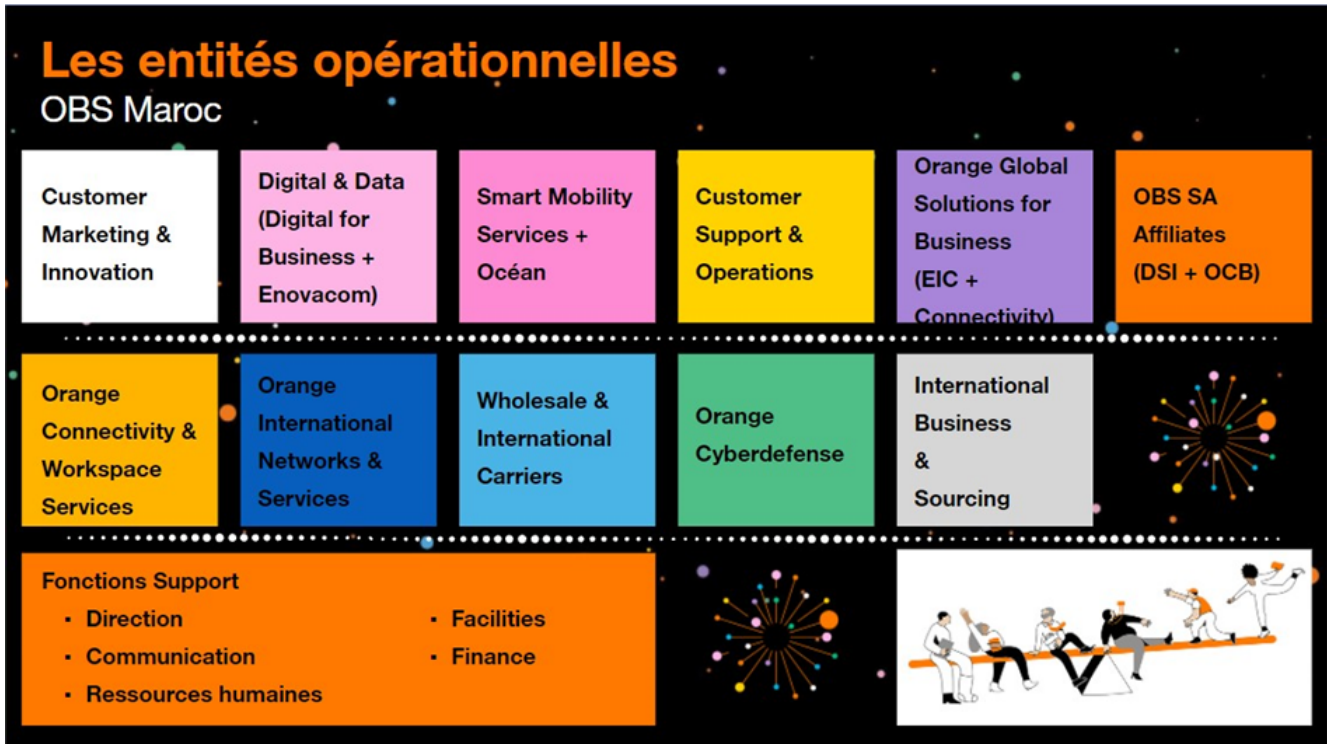 Les entités opérationnelles
OBS Maroc
Customer
Marketing &
Innovation
Digital & Data
(Digital for
Business +
Enovacom)
Smart Mobility
Services +
Océan
Customer
Support &
Operations
Orange Global
Solutions for
Business
(EIC +
Connectivity)
OBS SA
Affiliates
(DSI + OCB)
Orange
Connectivity &
Workspace
Services
Orange
International
Networks &
Services
Wholesale &
International
Carriers
Orange
Cyberdefense
International
Business
&
Sourcing
Fonctions Support
▪ Direction
▪ Communication
▪ Ressources humaines
▪ Facilities
▪ Finance